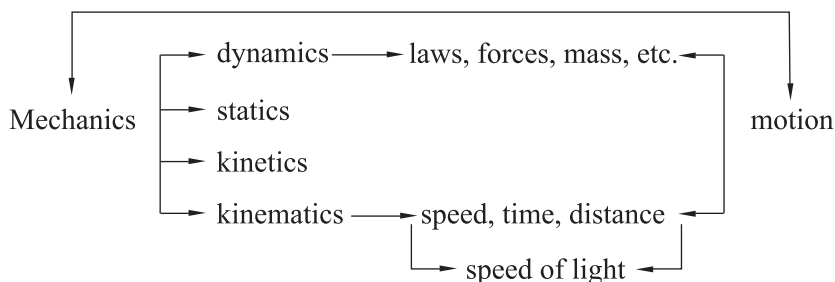 dynamics laws, forces, mass, etc.
Mechanics statics motion
kinetics
kinematics speed, time, distance
speed of light